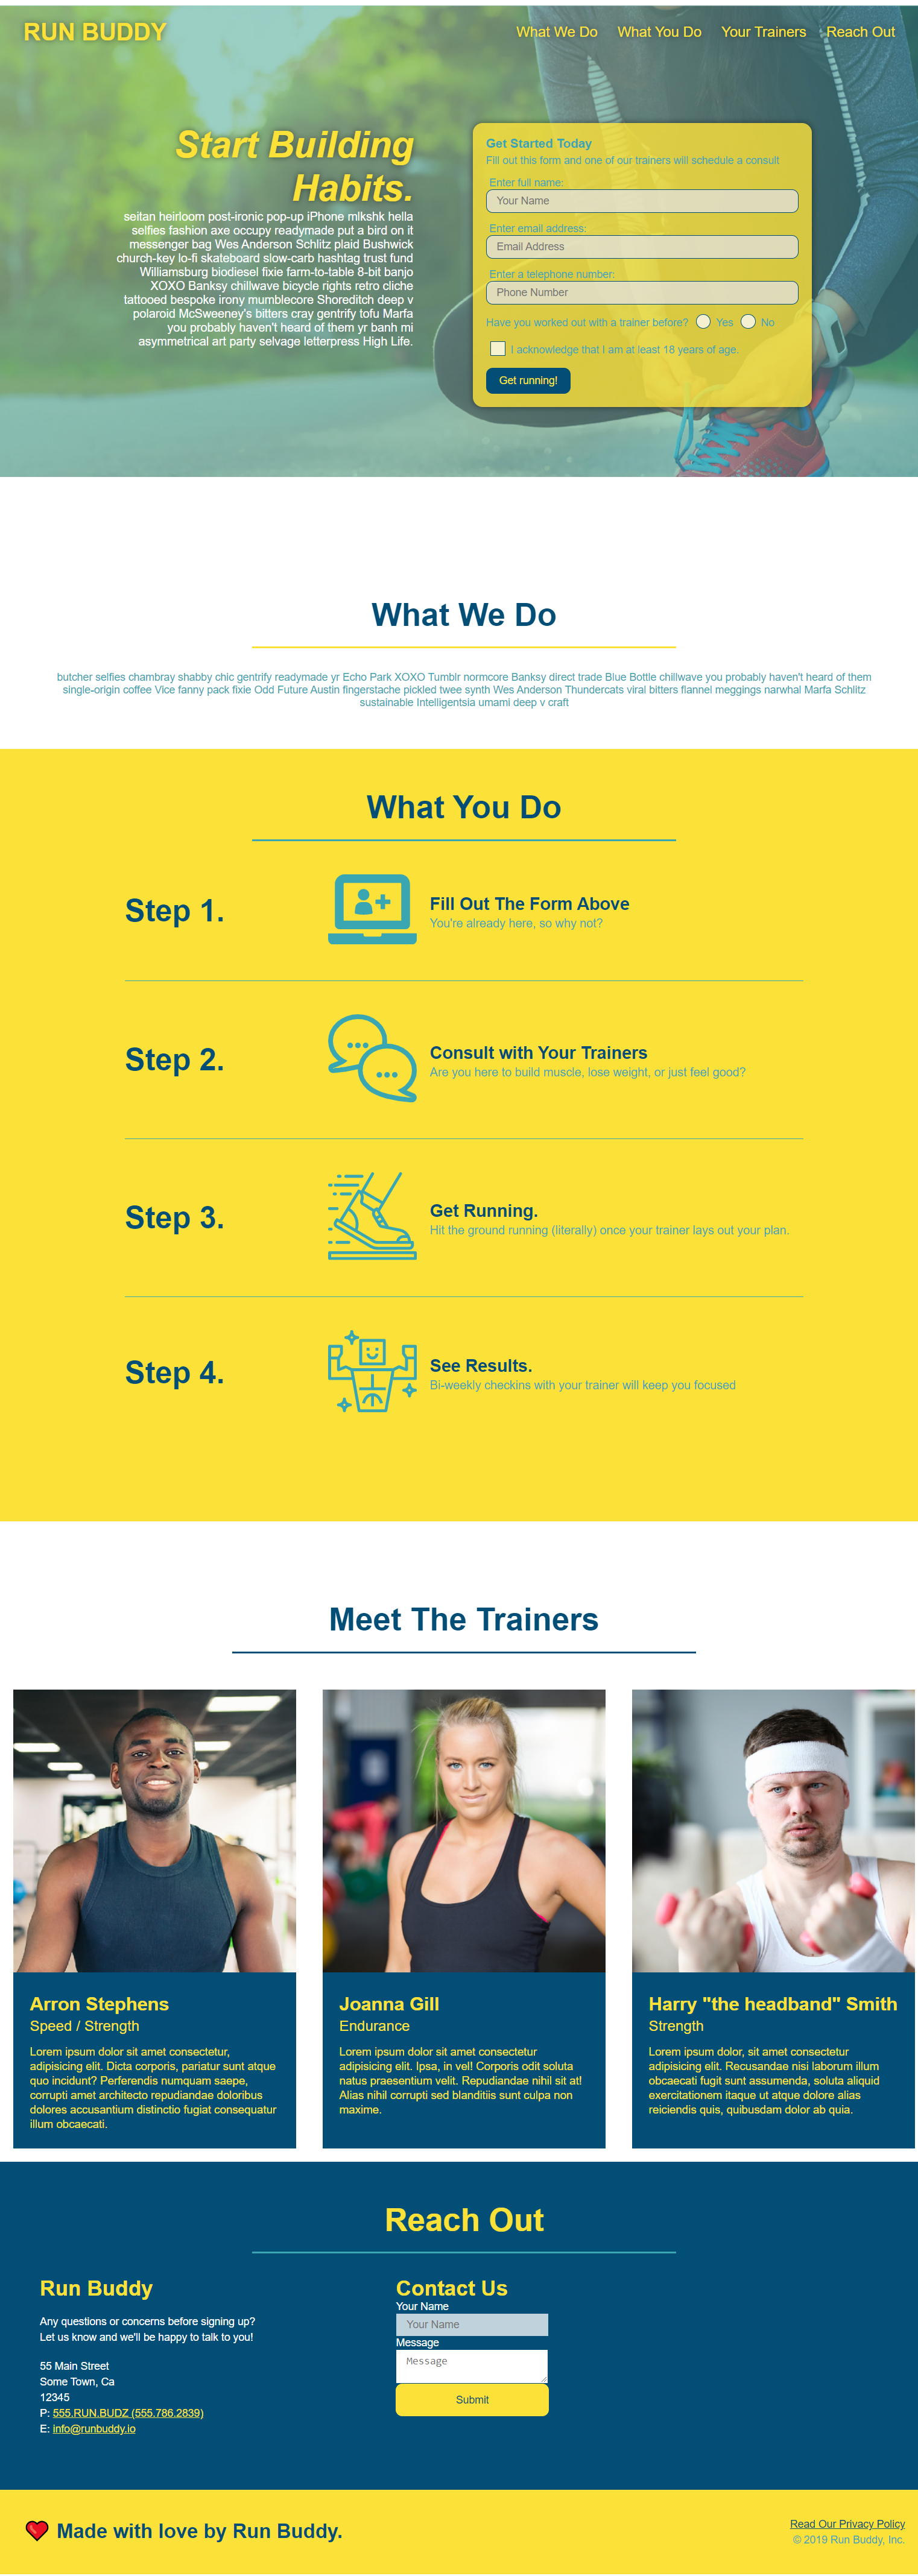 RUN BUDDY
What We Do
What You Do
Your Trainers
Reach Out
Start Building
Habits.
seitan heirloom post-ironic pop-up iPhone mlkshk hella
selfies fashion axe occupy readymade put a bird on it
messenger bag Wes Anderson Schlitz plaid Bushwick
church-key lo-fi skateboard slow-carb hashtag trust fund
Williamsburg biodiesel fixie farm-to-table 8-bit banjo
XOXO Banksy chillwave bicycle rights retro cliche
tattooed bespoke irony mumblecore Shoreditch deep v
polaroid McSweeney's bitters cray gentrify tofu Marfa
you probably haven't heard of them yr banh mi
asymmetrical art party selvage letterpress High Life.
Get Started Today
Fill out this form and one of our trainers will schedule a consult
Enter full name:
Your Name
Enter email address:
Email Address
Enter a telephone number:
Phone Number
Have you worked out with a trainer before? Yes No
I acknowledge that I am at least 18 years of age.
Get running!
What We Do
butcher selfies chambray shabby chic gentrify readymade yr Echo Park XOXO Tumblr normcore Banksy direct trade Blue Bottle chillwave you probably haven't heard of them
single-origin coffee Vice fanny pack fixie Odd Future Austin fingerstache pickled twee synth Wes Anderson Thundercats viral bitters flannel meggings narwhal Marfa Schlitz
sustainable Intelligentsia umami deep v craft
What You Do
Step 1.
Fill Out The Form Above
You're already here, so why not?
Step 2.
Consult with Your Trainers
Are you here to build muscle, lose weight, or just feel good?
Step 3.
Get Running.
Hit the ground running (literally) once your trainer lays out your plan.
Step 4.
See Results.
Bi-weekly checkins with your trainer will keep you focused
Meet The Trainers
Arron Stephens
Speed / Strength
Lorem ipsum dolor sit amet consectetur,
adipisicing elit. Dicta corporis, pariatur sunt atque
quo incidunt? Perferendis numquam saepe,
corrupti amet architecto repudiandae doloribus
dolores accusantium distinctio fugiat consequatur
illum obcaecati.
Joanna Gill
Endurance
Lorem ipsum dolor sit amet consectetur
adipisicing elit. Ipsa, in vel! Corporis odit soluta
natus praesentium velit. Repudiandae nihil sit at!
Alias nihil corrupti sed blanditiis sunt culpa non
maxime.
Harry "the headband" Smith
Strength
Lorem ipsum dolor, sit amet consectetur
adipisicing elit. Recusandae nisi laborum illum
obcaecati fugit sunt assumenda, soluta aliquid
exercitationem itaque ut atque dolore alias
reiciendis quis, quibusdam dolor ab quia.
Reach Out
Run Buddy
Any questions or concerns before signing up?
Let us know and we'll be happy to talk to you!
55 Main Street
Some Town, Ca
12345
P: 555.RUN.BUDZ (555.786.2839)
E: info@runbuddy.io
Contact Us
Your Name
Your Name
Message
Message
Submit
Made with love by Run Buddy.
Read Our Privacy Policy
© 2019 Run Buddy, Inc.